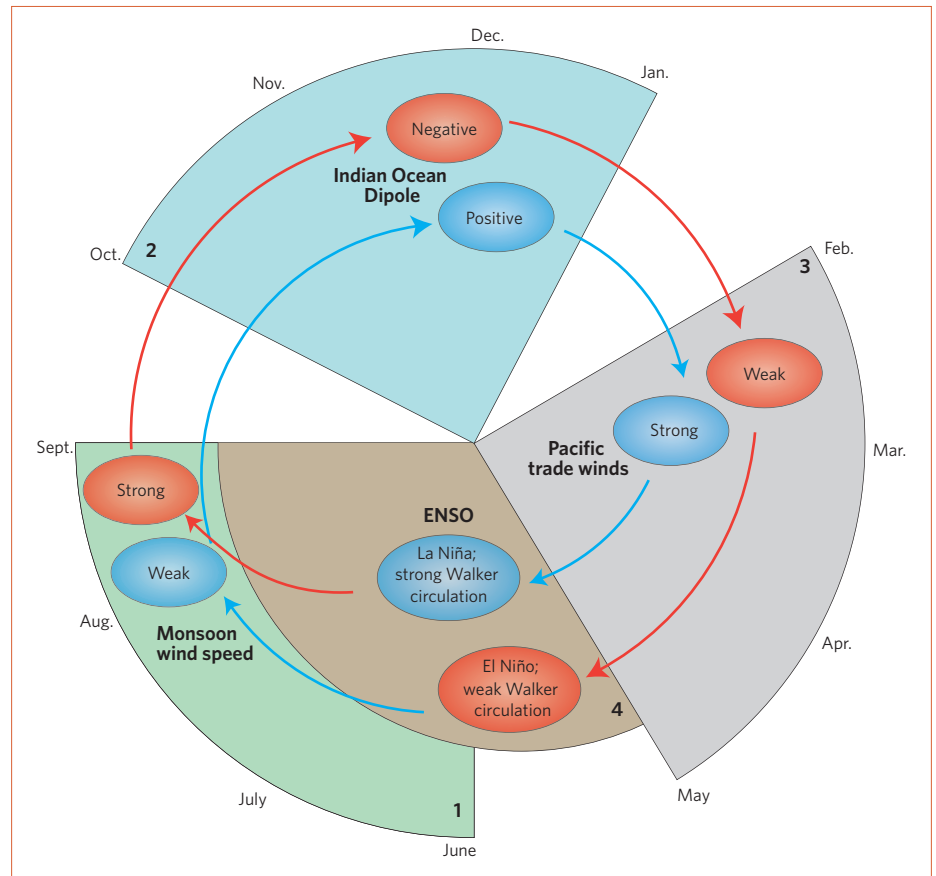 Dec.
Nov.
Jan.
Negative
Indian Ocean
Dipole
Positive
Oct.
2
Feb.
3
Weak
Strong
Pacific
trade winds
Mar.
Sept.
Strong
ENSO
La Niña;
strong Walker
circulation
Weak
Aug.
Monsoon
wind speed
Apr.
El Niño;
weak Walker
circulation
4
July
1
May
June